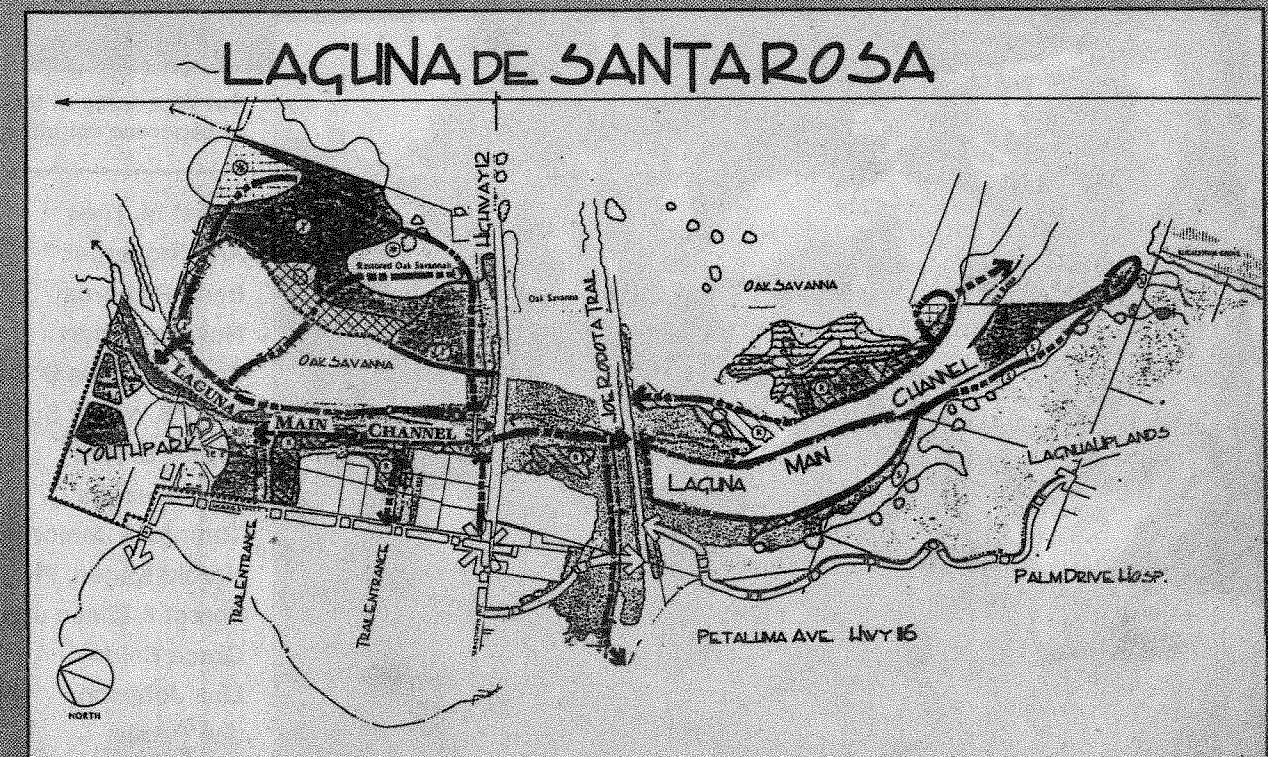 LAGUNA DE SANTA ROSA
HIGHWAY 12
Restored Oak Savannah
Oak Savanna
JOE RODOTA TRAIL
OAK SAVANNA
OAK SAVANNA
LAGUNA
MAIN
CHANNEL
CHANNEL
MAIN
LAGUNA
YOUTH PARK
LAGNUA UPLANDS
TRAIL ENTRANCE
TRAIL ENTRANCE
PALM DRIVE HOSP.
PETALUMA AVE. HWY 116
NORTH